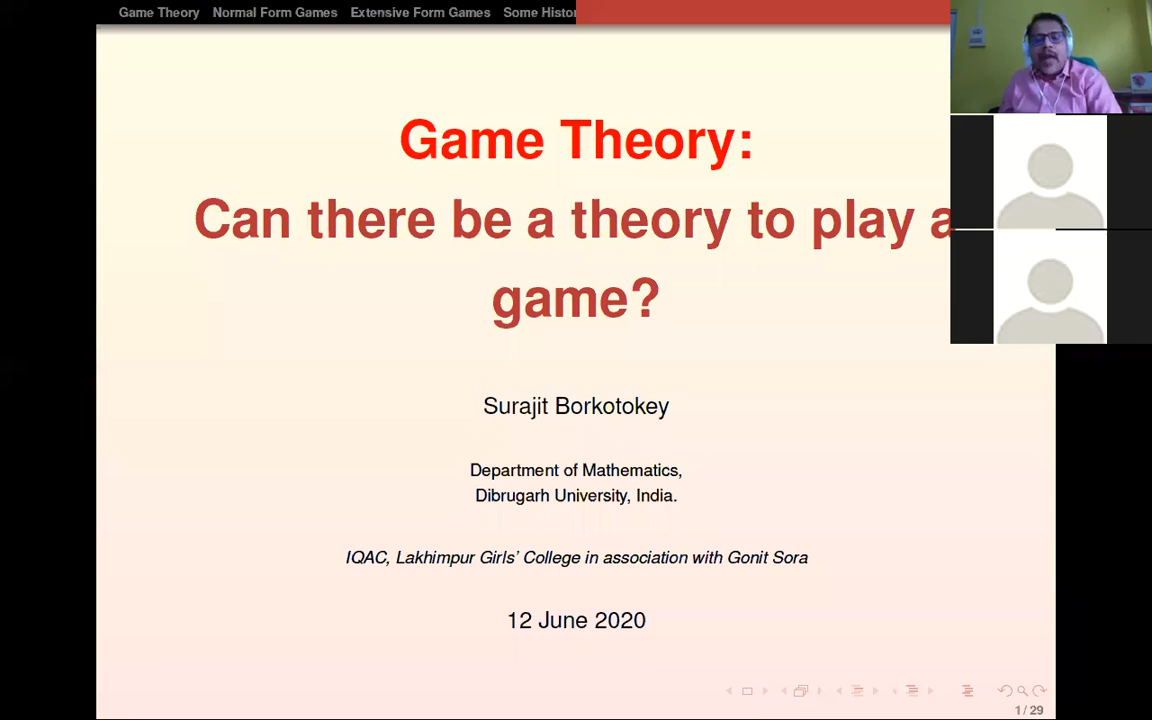 Game Theory Normal Form Games Extensive Form Games Some
Game Theory:
Can there be a theory to play a
game?
Surajit Borkotokey
Department of Mathematics,
Dibrugarh University, India.
IQAC, Lakhimpur Girls' College in association with Gonit Sora
12 June 2020
1 / 29